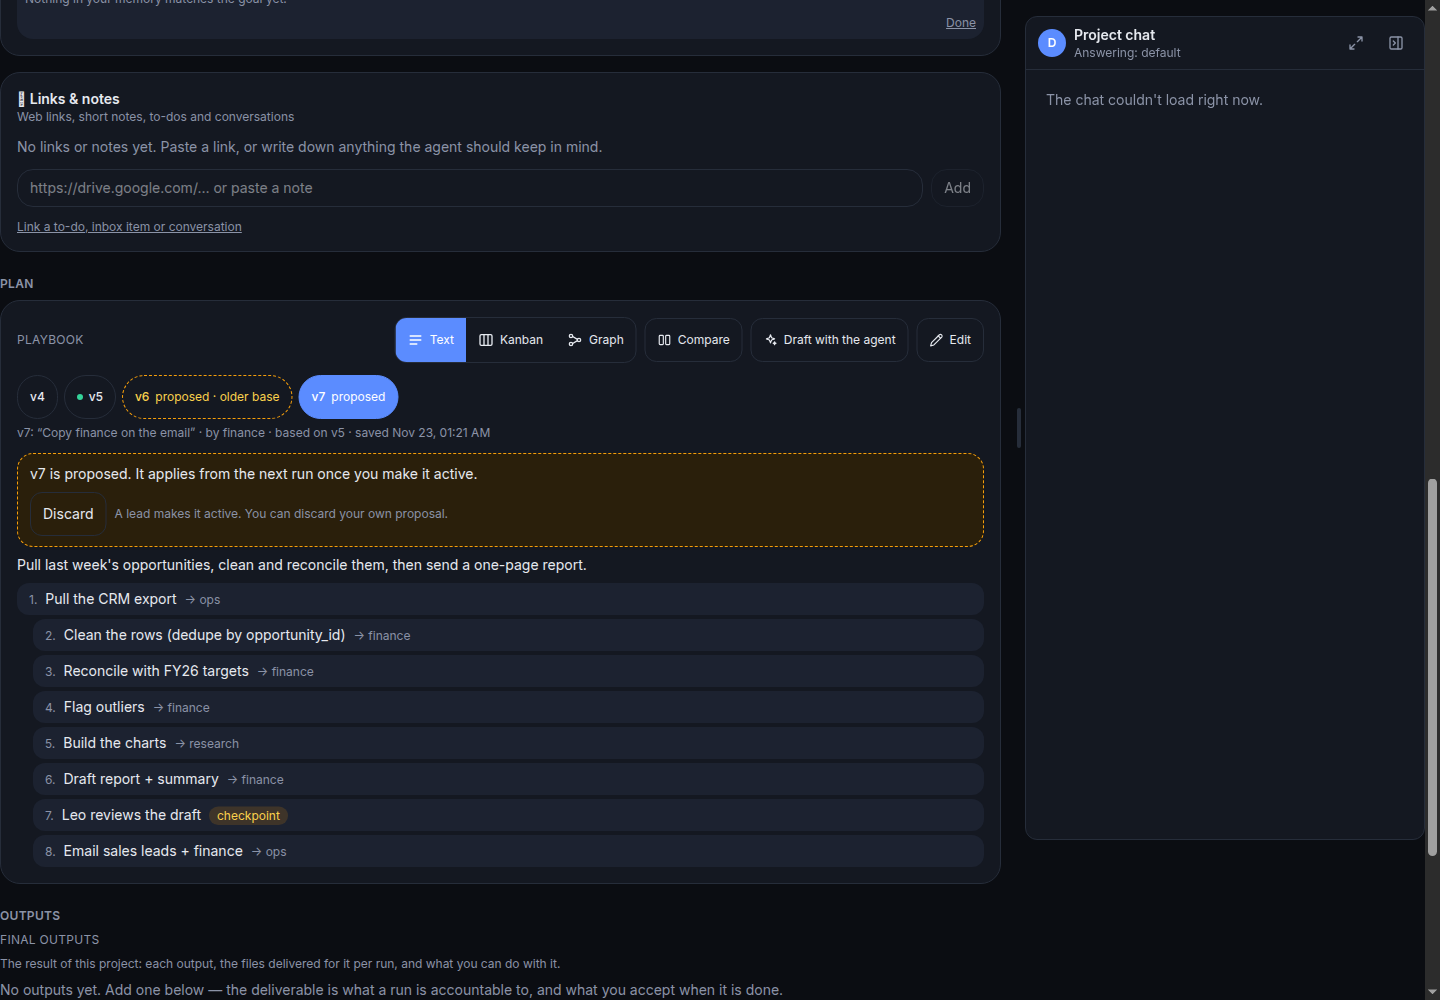 Nothing in your memory matches the goal yet.
Done
Links & notes
Web links, short notes, to-dos and conversations
No links or notes yet. Paste a link, or write down anything the agent should keep in mind.
https://drive.google.com/... or paste a note
Add
Link a to-do, inbox item or conversation
PLAN
PLAYBOOK
Text
Kanban
Graph
Compare
Draft with the agent
Edit
v4
v5
v6 proposed · older base
v7 proposed
v7: “Copy finance on the email” · by finance · based on v5 · saved Nov 23, 01:21 AM
v7 is proposed. It applies from the next run once you make it active.
Discard
A lead makes it active. You can discard your own proposal.
Pull last week's opportunities, clean and reconcile them, then send a one-page report.
1. Pull the CRM export → ops
2. Clean the rows (dedupe by opportunity_id) → finance
3. Reconcile with FY26 targets → finance
4. Flag outliers → finance
5. Build the charts → research
6. Draft report + summary → finance
7. Leo reviews the draft checkpoint
8. Email sales leads + finance → ops
OUTPUTS
FINAL OUTPUTS
The result of this project: each output, the files delivered for it per run, and what you can do with it.
No outputs yet. Add one below — the deliverable is what a run is accountable to, and what you accept when it is done.
D
Project chat
Answering: default
The chat couldn't load right now.